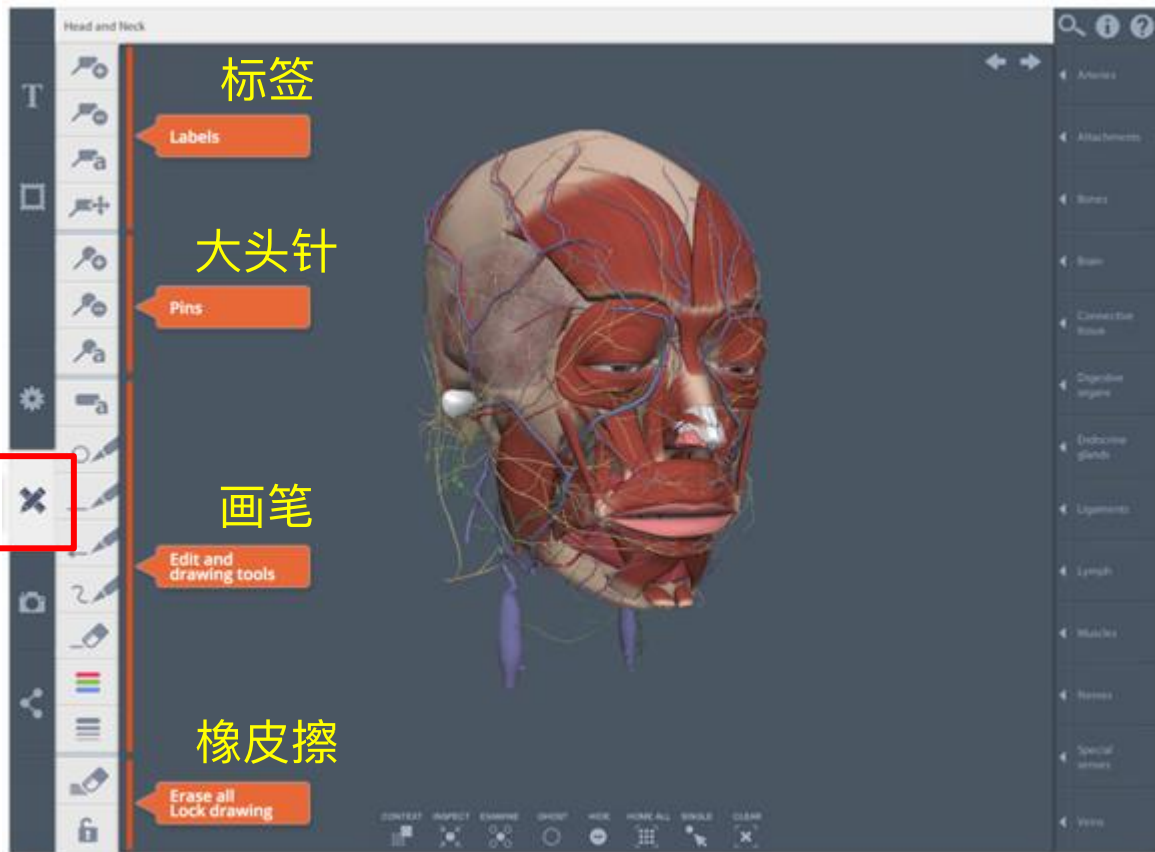 Head and Neck
T
标签
Labels
a
大头针
Pins
a
a
画笔
Edit and
drawing tools
橡皮擦
Erase all
Lock drawing
CONTEXT INSPECT EXAMINE GHOST HIDE HOME ALL SINGLE CLEAR
Arteries
Attachments
Bones
Brain
Connective
tissue
Digestive
organs
Endocrine
glands
Ligaments
Lymph
Muscles
Nerves
Special
senses
Veins